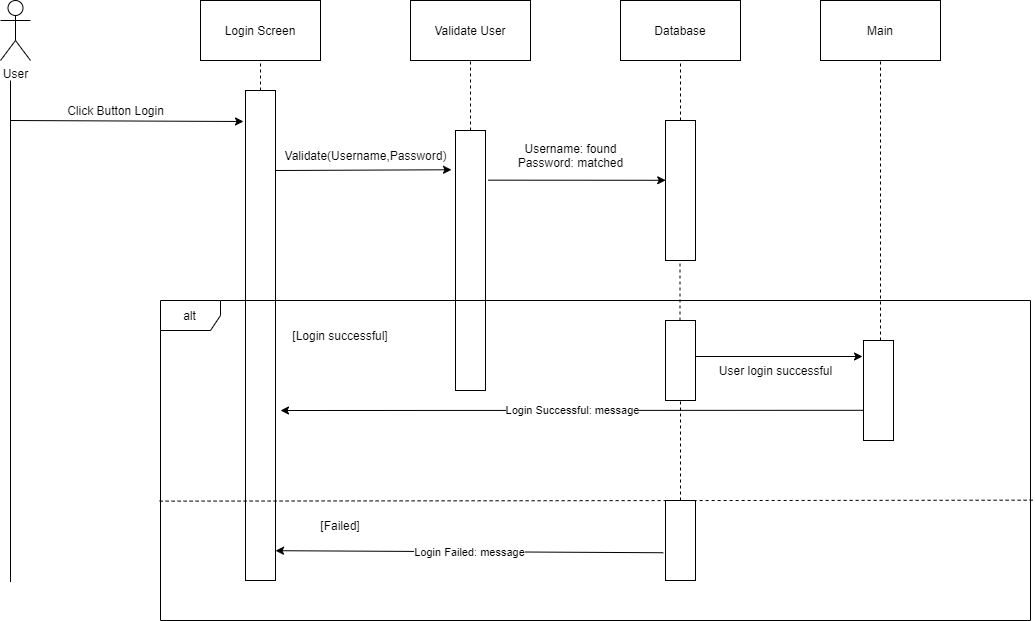 Login Screen
Validate User
Database
Main
User
Click Button Login
Validate(Username,Password)
Username: found
Password: matched
alt
[Login successful]
User login successful
Login Successful: message
[Failed]
Login Failed: message